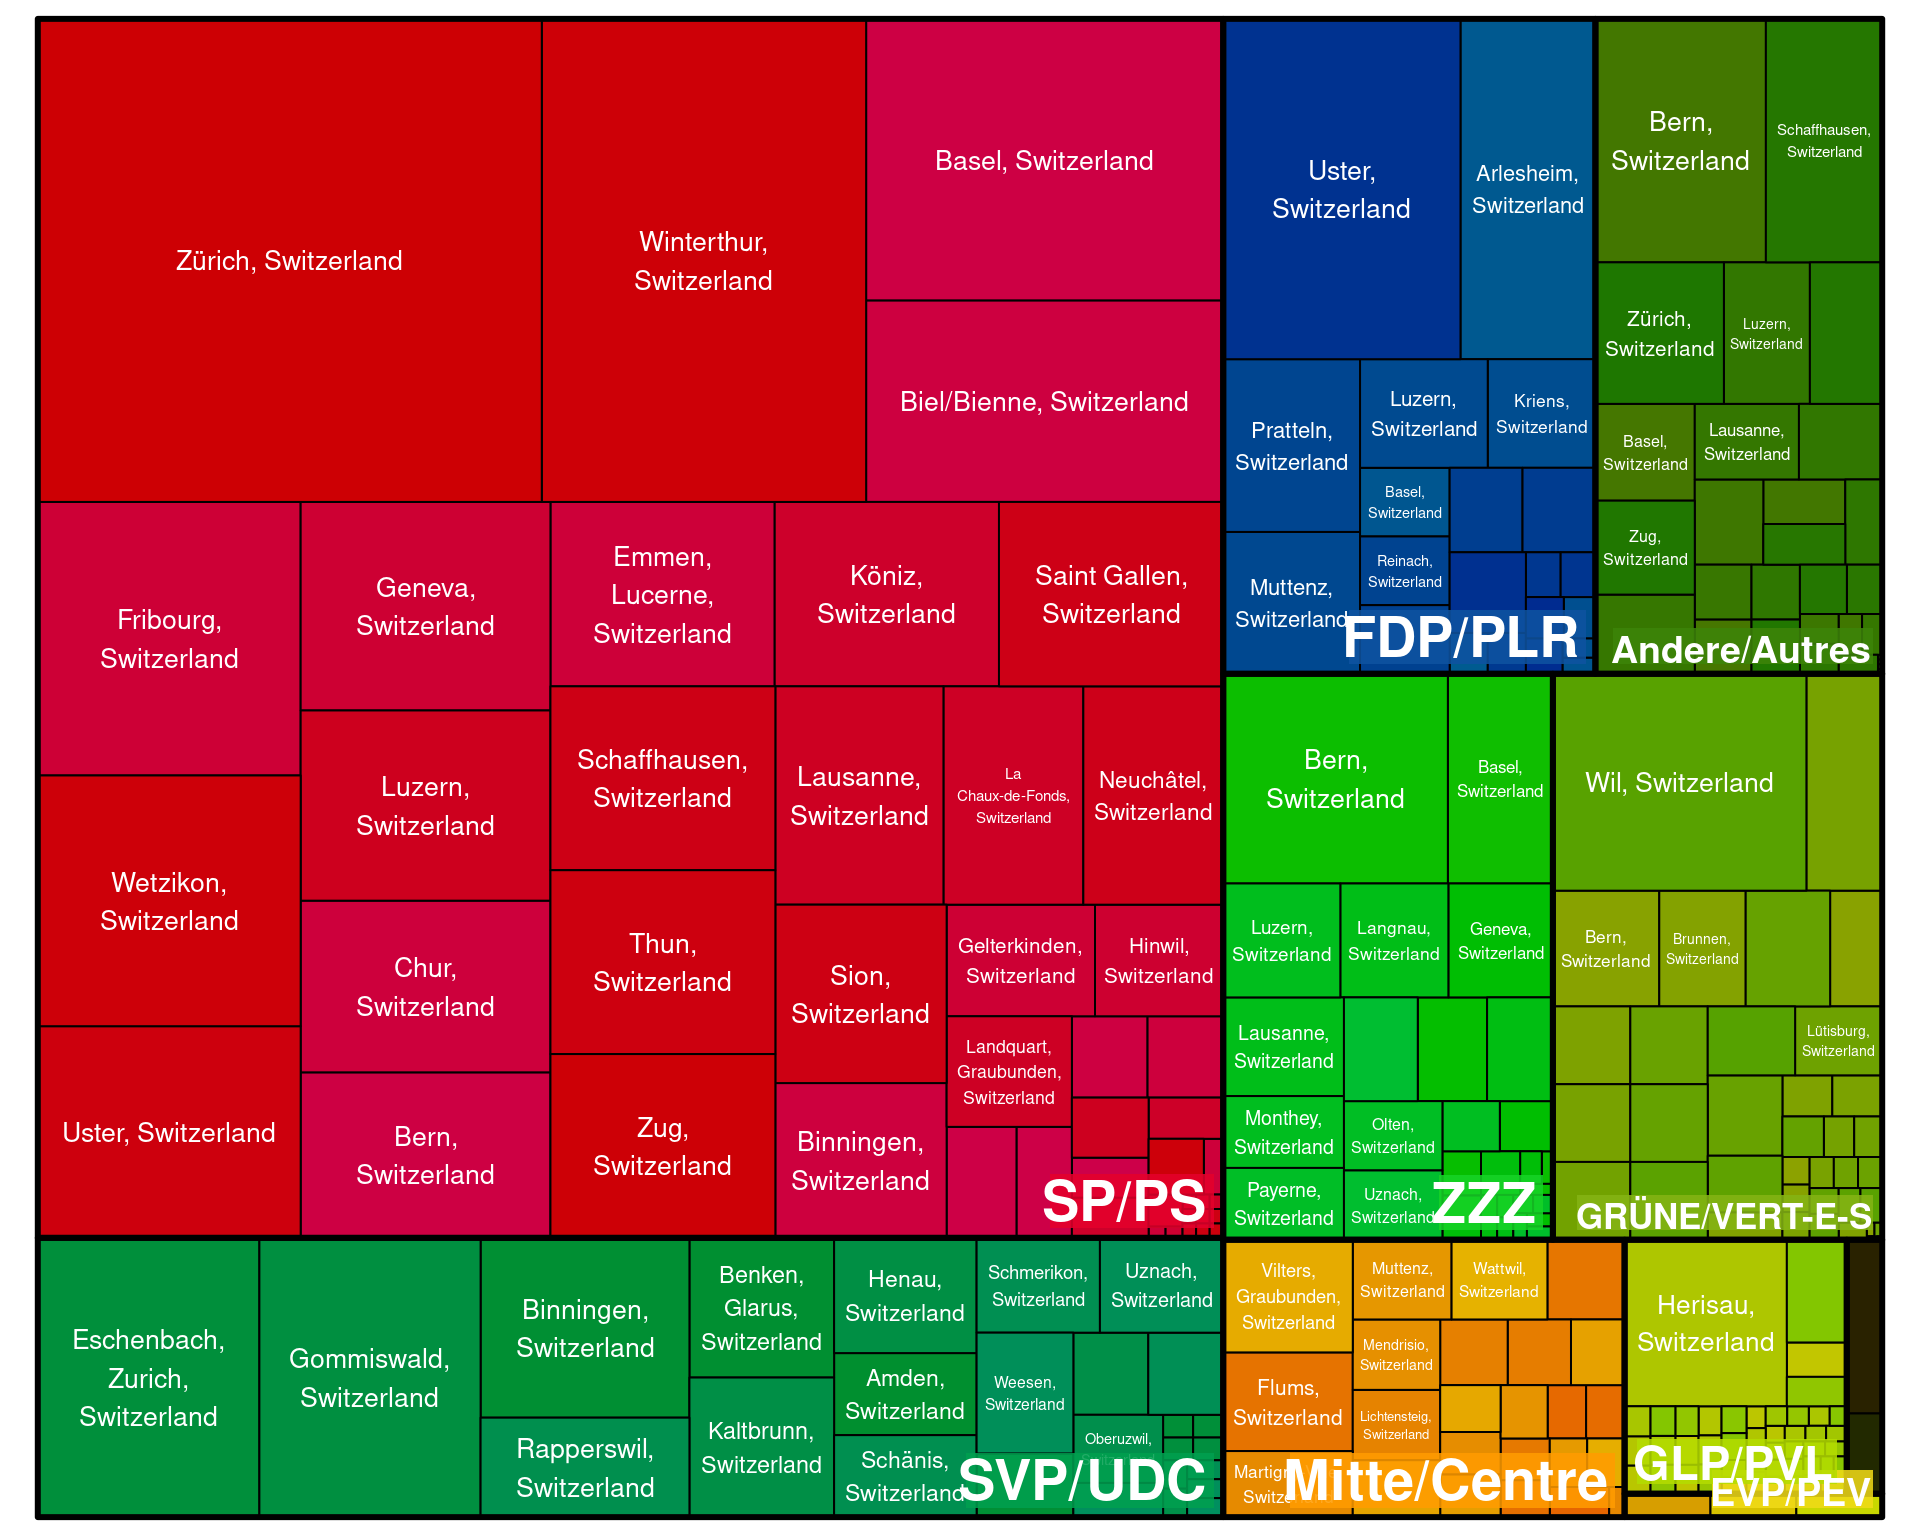 Zürich, Switzerland
Winterthur,
Switzerland
Basel, Switzerland
Biel/Bienne, Switzerland
Fribourg,
Switzerland
Wetzikon,
Switzerland
Uster, Switzerland
Geneva,
Switzerland
Luzern,
Switzerland
Chur,
Switzerland
Bern,
Switzerland
Emmen,
Lucerne,
Switzerland
Köniz,
Switzerland
Saint Gallen,
Switzerland
Schaffhausen,
Switzerland
Thun,
Switzerland
Zug,
Switzerland
Lausanne,
Switzerland
La
Chaux-de-Fonds,
Switzerland
Neuchâtel,
Switzerland
Sion,
Switzerland
Binningen,
Switzerland
Gelterkinden,
Switzerland
Hinwil,
Switzerland
Landquart,
Graubunden,
Switzerland
SP/PS
Uster,
Switzerland
Arlesheim,
Switzerland
Pratteln,
Switzerland
Muttenz,
Switzerland
Luzern,
Switzerland
Kriens,
Switzerland
Basel,
Switzerland
Reinach,
Switzerland
FDP/PLR
Bern,
Switzerland
Schaffhausen,
Switzerland
Zürich,
Switzerland
Luzern,
Switzerland
Basel,
Switzerland
Lausanne,
Switzerland
Zug,
Switzerland
Andere/Autres
Bern,
Switzerland
Basel,
Switzerland
Luzern,
Switzerland
Langnau,
Switzerland
Geneva,
Switzerland
Lausanne,
Switzerland
Monthey,
Switzerland
Payerne,
Switzerland
Olten,
Switzerland
Uznach,
Switzerland
ZZZ
Wil, Switzerland
Bern,
Switzerland
Brunnen,
Switzerland
Lütisburg,
Switzerland
GRÜNE/VERT-E-S
Eschenbach,
Zurich,
Switzerland
Gommiswald,
Switzerland
Binningen,
Switzerland
Rapperswil,
Switzerland
Benken,
Glarus,
Switzerland
Kaltbrunn,
Switzerland
Henau,
Switzerland
Amden,
Switzerland
Schänis,
Switzerland
Schmerikon,
Switzerland
Uznach,
Switzerland
Weesen,
Switzerland
Oberuzwil,
SVP/UDC
Vilters,
Graubunden,
Switzerland
Flums,
Switzerland
Muttenz,
Switzerland
Wattwil,
Switzerland
Mendrisio,
Switzerland
Lichtensteig,
Switzerland
Mitte/Centre
Herisau,
Switzerland
GLP/PVL
EVP/PEV